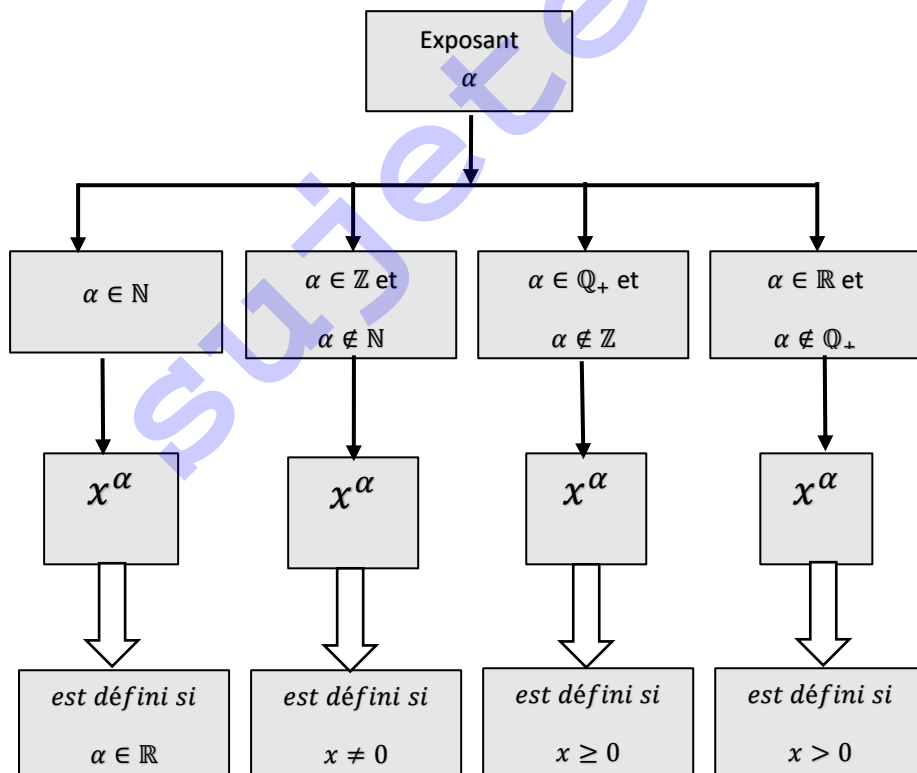 Exposant
α
α ∈ ℕ
α ∈ ℤ et
α ∉ ℕ
α ∈ ℚ₊ et
α ∉ ℤ
α ∈ ℝ et
α ∉ ℚ₊
x^α
x^α
x^α
x^α
est défini si
α ∈ ℝ
est défini si
x ≠ 0
est défini si
x ≥ 0
est défini si
x > 0
sujete